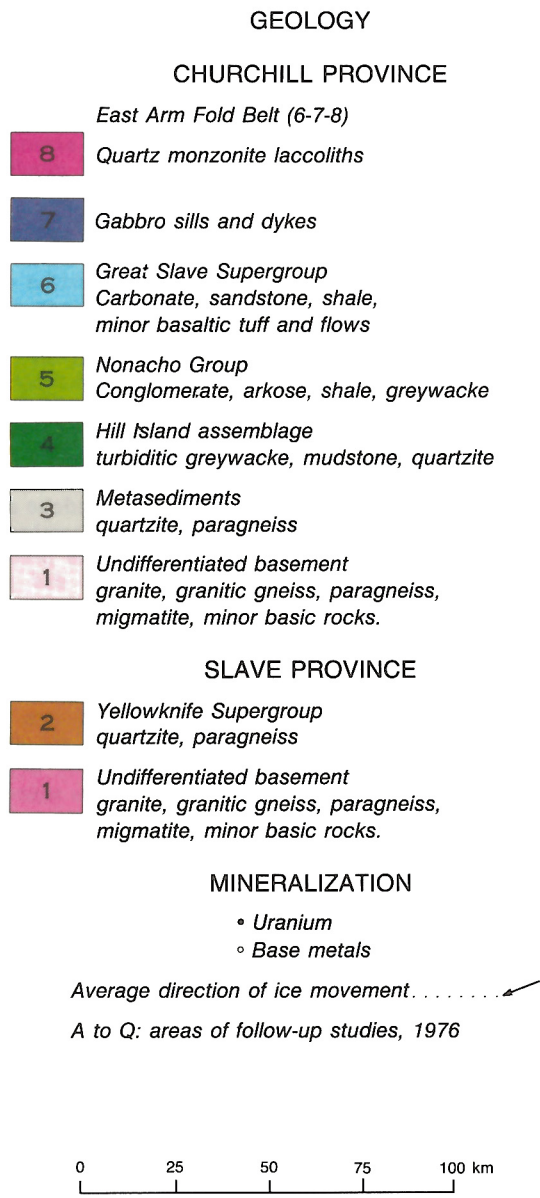 GEOLOGY
CHURCHILL PROVINCE
East Arm Fold Belt (6-7-8)
8 Quartz monzonite laccoliths
7 Gabbro sills and dykes
6 Great Slave Supergroup
Carbonate, sandstone, shale,
minor basaltic tuff and flows
5 Nonacho Group
Conglomerate, arkose, shale, greywacke
4 Hill Island assemblage
turbiditic greywacke, mudstone, quartzite
3 Metasediments
quartzite, paragneiss
1 Undifferentiated basement
granite, granitic gneiss, paragneiss,
migmatite, minor basic rocks.
SLAVE PROVINCE
2 Yellowknife Supergroup
quartzite, paragneiss
1 Undifferentiated basement
granite, granitic gneiss, paragneiss,
migmatite, minor basic rocks.
MINERALIZATION
• Uranium
○ Base metals
Average direction of ice movement........
A to Q: areas of follow-up studies, 1976
0 25 50 75 100 km